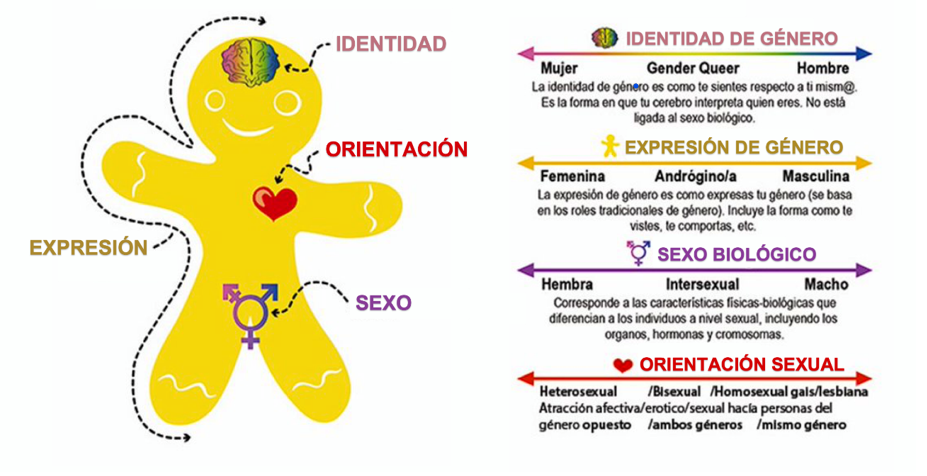 IDENTIDAD
ORIENTACIÓN
EXPRESIÓN
SEXO
IDENTIDAD DE GÉNERO
Mujer Gender Queer Hombre
La identidad de género es como te sientes respecto a ti mism@.
Es la forma en que tu cerebro interpreta quien eres. No está
ligada al sexo biológico.
EXPRESIÓN DE GÉNERO
Femenina Andrógino/a Masculina
La expresión de género es como expresas tu género (se basa
en los roles tradicionales de género). Incluye la forma como te
vistes, te comportas, etc.
SEXO BIOLÓGICO
Hembra Intersexual Macho
Corresponde a las características físicas-biológicas que
diferencian a los individuos a nivel sexual, incluyendo los
organos, hormonas y cromosomas.
ORIENTACIÓN SEXUAL
Heterosexual /Bisexual /Homosexual gais/lesbiana
Atracción afectiva/erotico/sexual hacía personas del
género opuesto /ambos géneros /mismo género